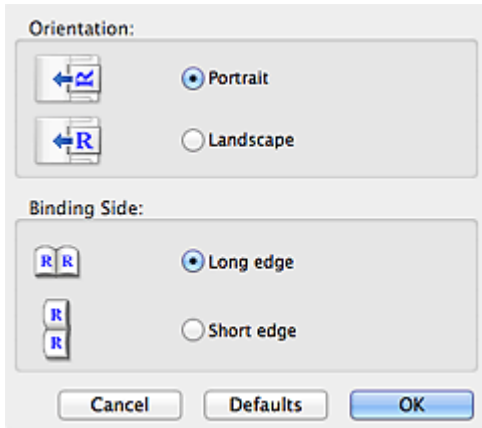 Orientation:
R
Portrait
R
Landscape
Binding Side:
R R
Long edge
R
R
Short edge
Cancel Defaults OK